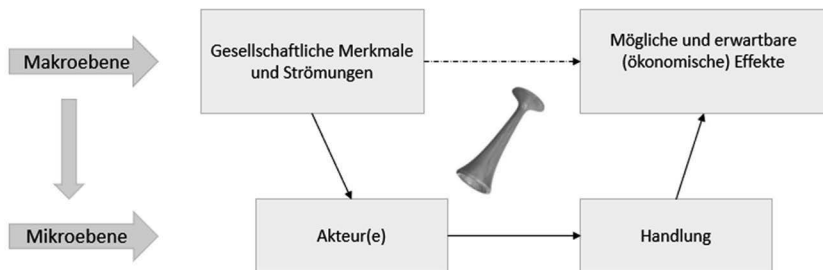 Makroebene
Gesellschaftliche Merkmale
und Strömungen
Mögliche und erwartbare
(ökonomische) Effekte
Mikroebene
Akteur(e)
Handlung